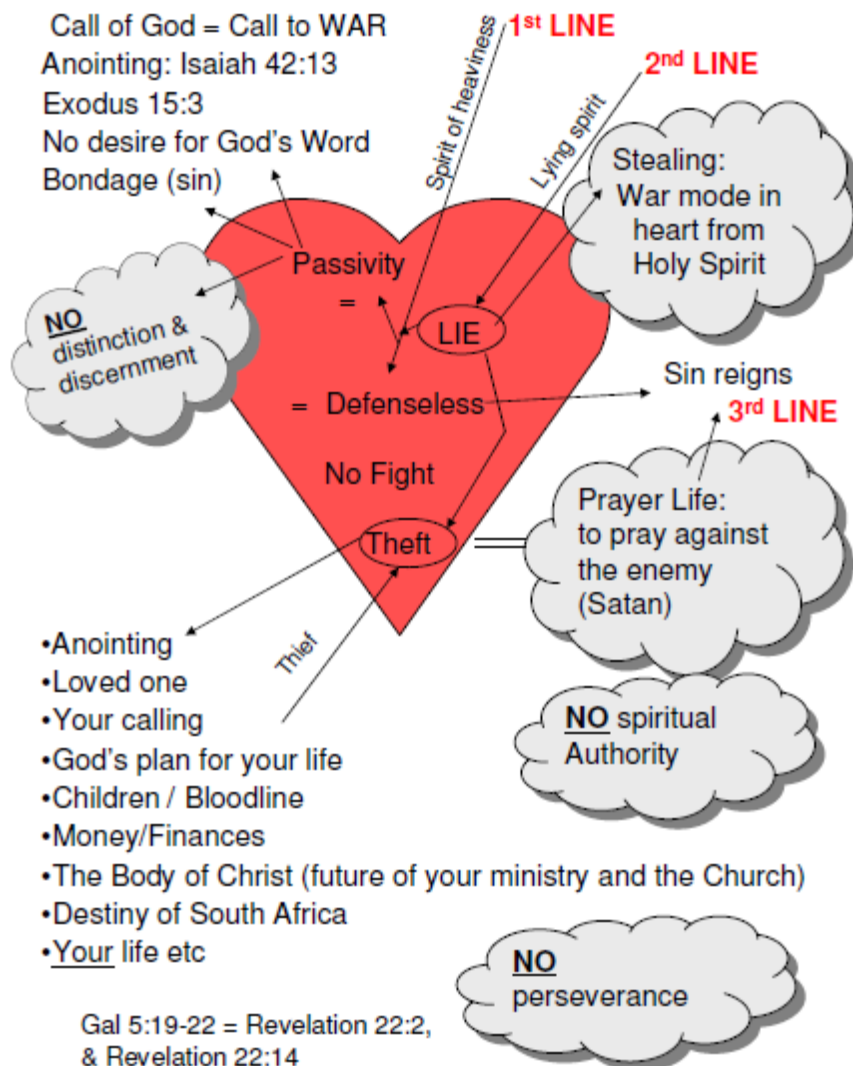 Call of God = Call to WAR
Anointing: Isaiah 42:13
Exodus 15:3
No desire for God's Word
Bondage (sin)
1st LINE
2nd LINE
Spirit of heaviness
Lying spirit
Stealing:
War mode in
heart from
Holy Spirit
Passivity
=
LIE
NO
distinction &
discernment
= Defenseless
Sin reigns
3rd LINE
No Fight
Theft
=
Prayer Life:
to pray against
the enemy
(Satan)
Thief
•Anointing
•Loved one
•Your calling
•God's plan for your life
•Children / Bloodline
•Money/Finances
•The Body of Christ (future of your ministry and the Church)
•Destiny of South Africa
•Your life etc
NO spiritual
Authority
NO
perseverance
Gal 5:19-22 = Revelation 22:2,
& Revelation 22:14